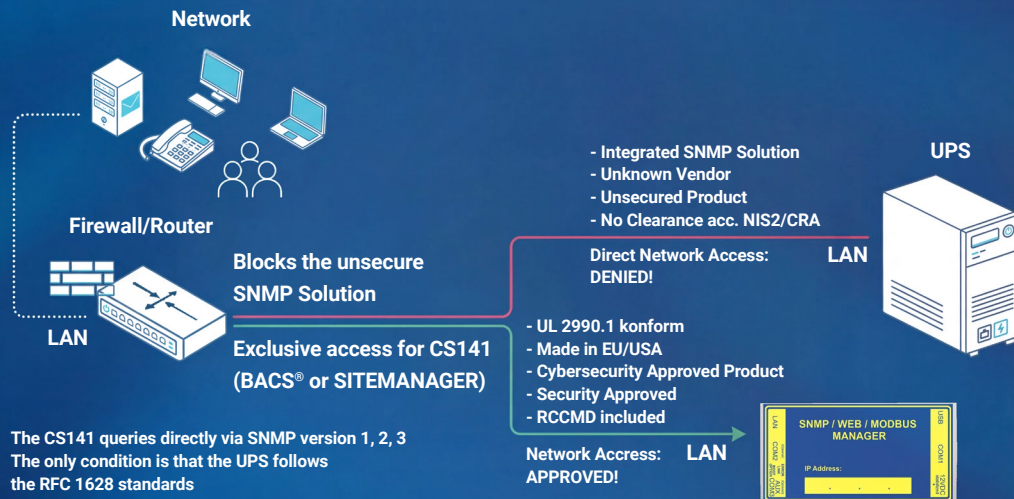 Network
Firewall/Router
LAN
Blocks the unsecure
SNMP Solution
Exclusive access for CS141
(BACS® or SITEMANAGER)
- Integrated SNMP Solution
- Unknown Vendor
- Unsecured Product
- No Clearance acc. NIS2/CRA
Direct Network Access:
DENIED!
LAN
UPS
- UL 2990.1 konform
- Made in EU/USA
- Cybersecurity Approved Product
- Security Approved
- RCCMD included
Network Access:
APPROVED!
LAN
The CS141 queries directly via SNMP version 1, 2, 3
The only condition is that the UPS follows
the RFC 1628 standards
SNMP / WEB / MODBUS
MANAGER
IP Address:
. . .
LAN
COM2
AUX
USB
COM1
12VDC